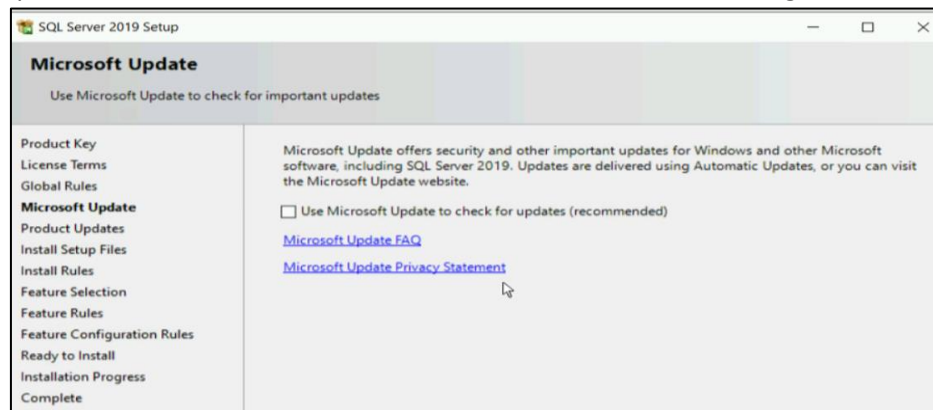 SQL Server 2019 Setup
Microsoft Update
Use Microsoft Update to check for important updates
Product Key
License Terms
Global Rules
Microsoft Update
Product Updates
Install Setup Files
Install Rules
Feature Selection
Feature Rules
Feature Configuration Rules
Ready to Install
Installation Progress
Complete
Microsoft Update offers security and other important updates for Windows and other Microsoft
software, including SQL Server 2019. Updates are delivered using Automatic Updates, or you can visit
the Microsoft Update website.
Use Microsoft Update to check for updates (recommended)
Microsoft Update FAQ
Microsoft Update Privacy Statement